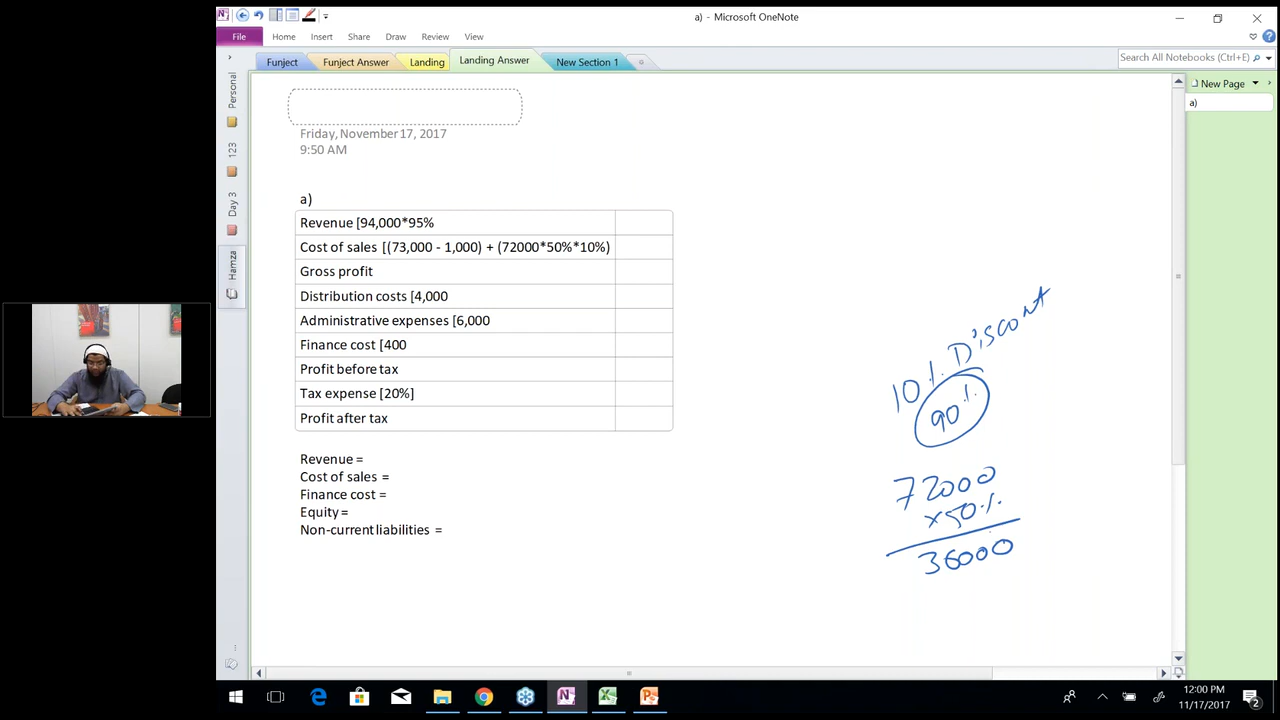 a) - Microsoft OneNote
File
Home
Insert
Share
Draw
Review
View
Funject
Funject Answer
Landing
Landing Answer
New Section 1
Search All Notebooks (Ctrl+E)
New Page
a)
Personal
123
Day 3
Hamza
Friday, November 17, 2017
9:50 AM
a)
Revenue [94,000*95%
Cost of sales [(73,000 - 1,000) + (72000*50%*10%)
Gross profit
Distribution costs [4,000
Administrative expenses [6,000
Finance cost [400
Profit before tax
Tax expense [20%]
Profit after tax
Revenue =
Cost of sales =
Finance cost =
Equity =
Non-current liabilities =
10%. Discount
90%
72000
x50%
36000
12:00 PM
11/17/2017
2